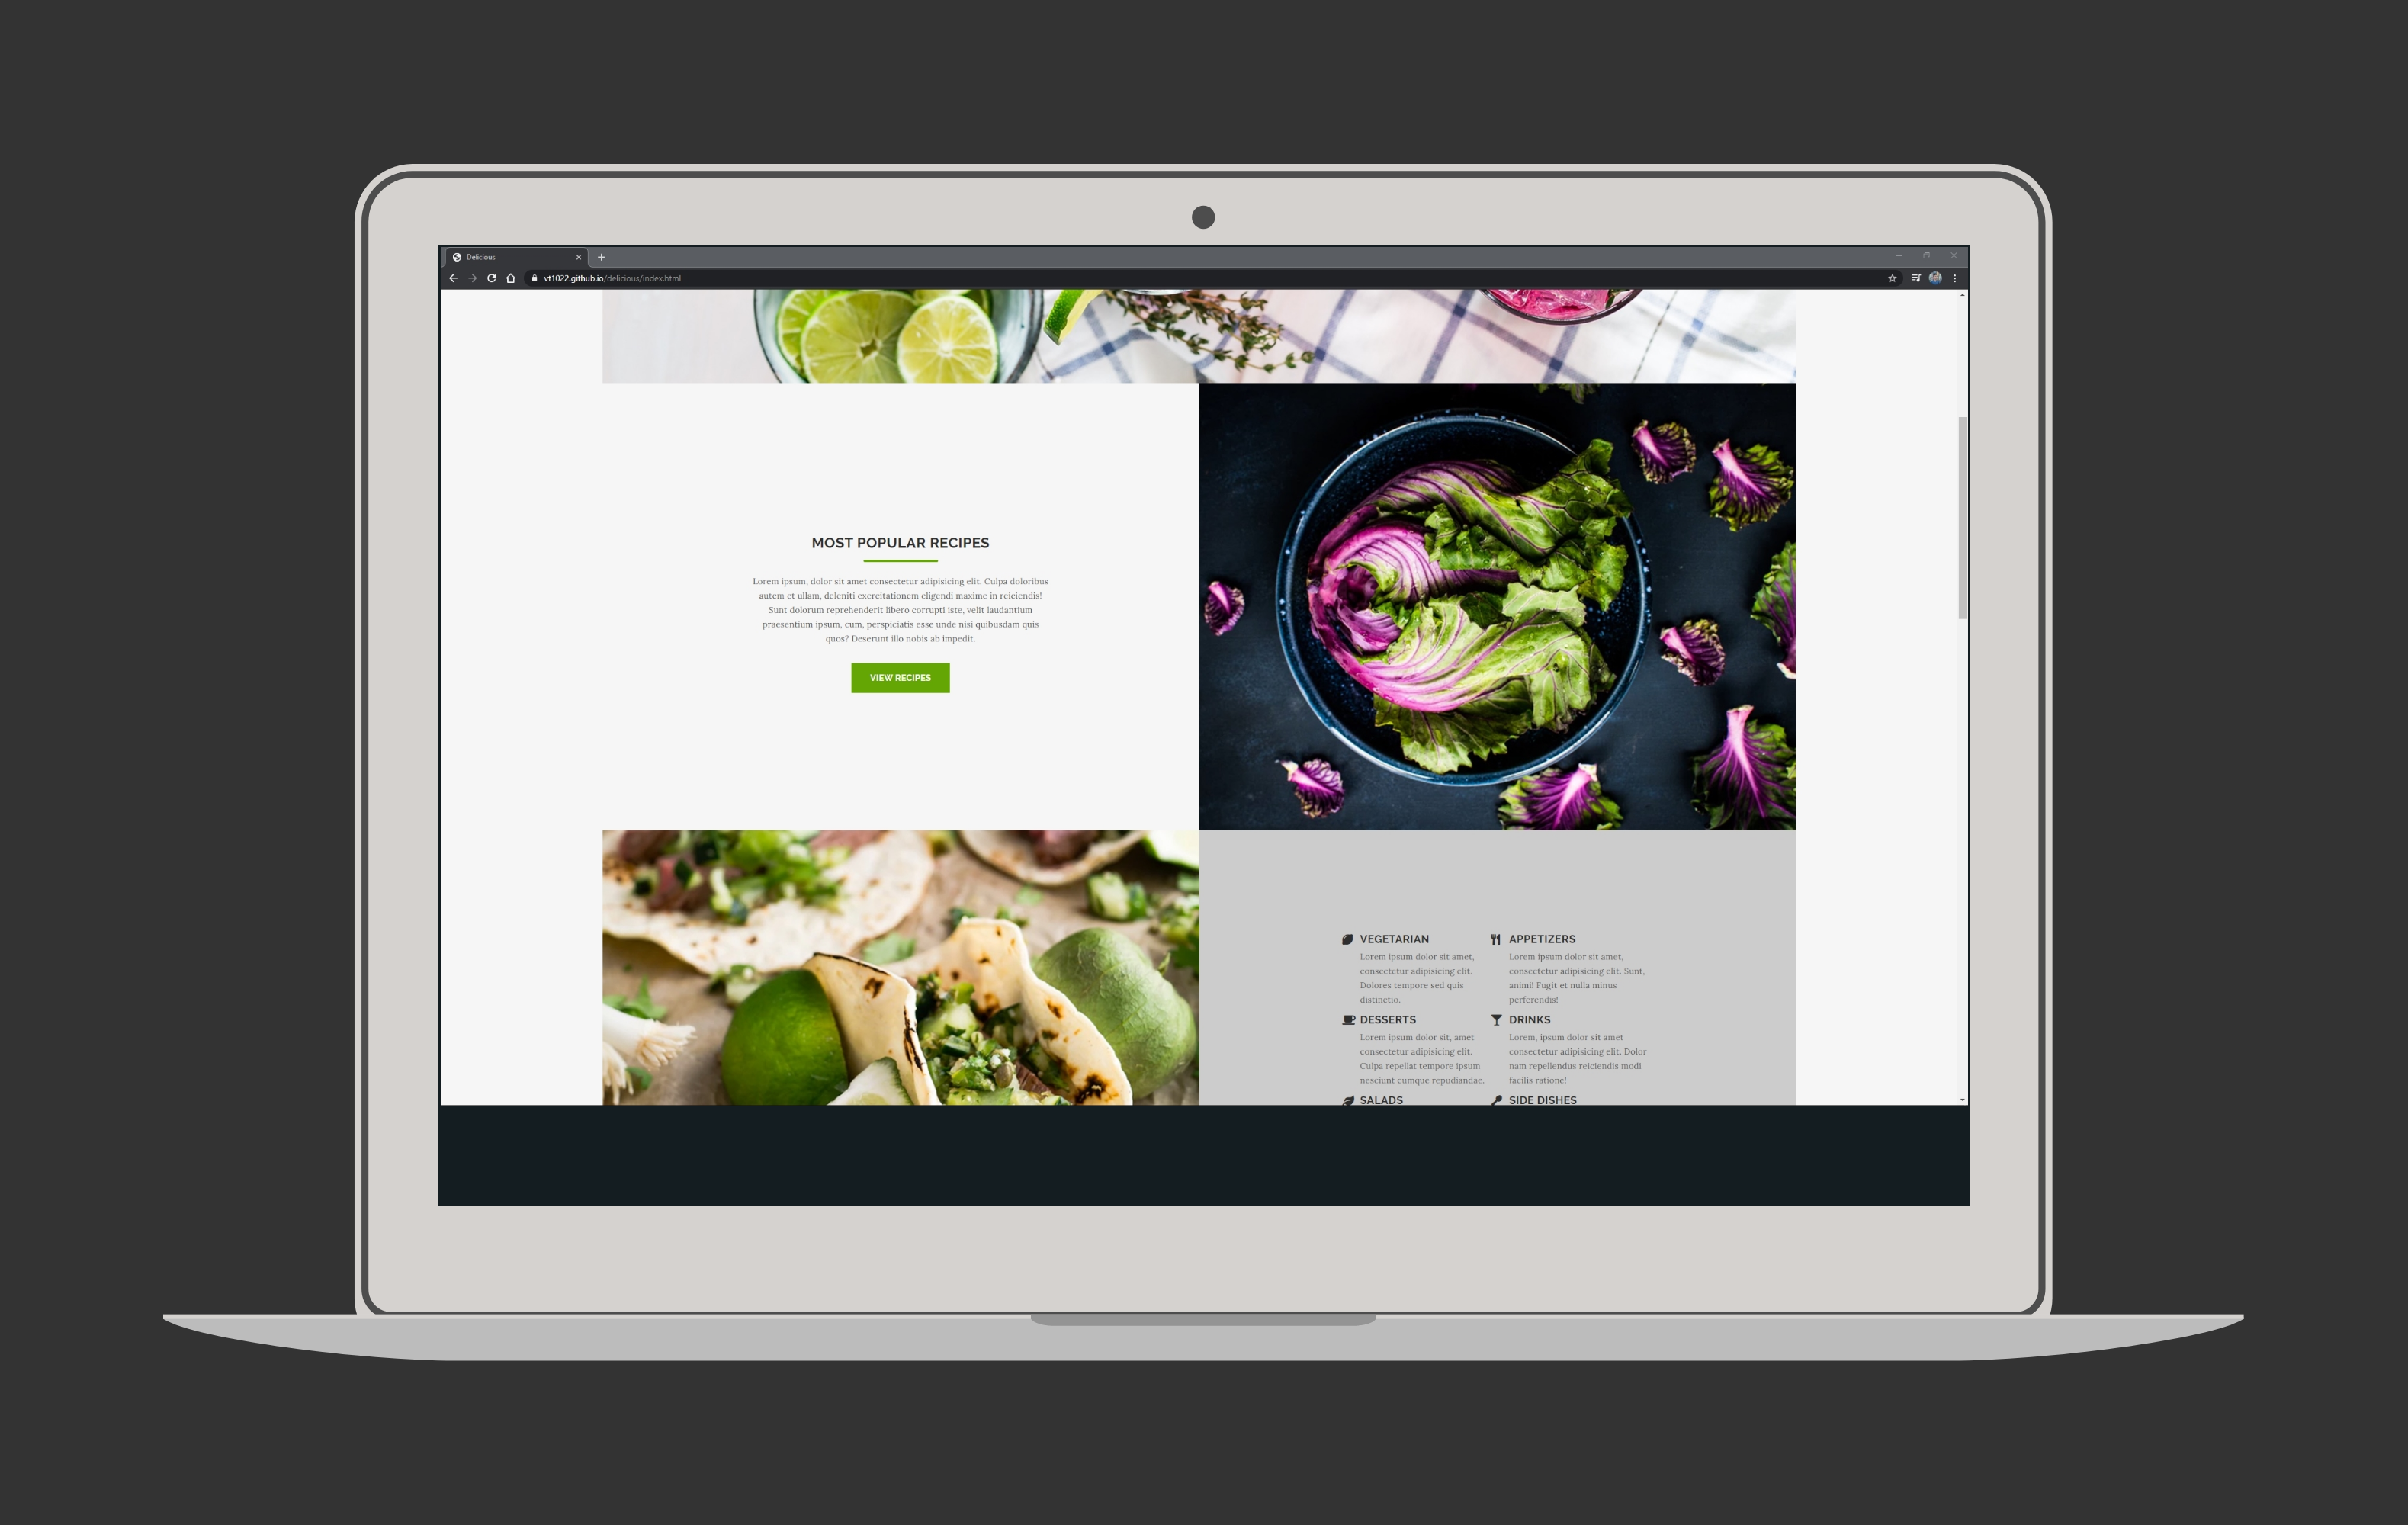 Delicious
vt1022.github.io/delicious/index.html
MOST POPULAR RECIPES
Lorem ipsum, dolor sit amet consectetur adipisicing elit. Culpa doloribus
autem et ullam, deleniti exercitationem eligendi maxime in reiciendis!
Sunt dolorum reprehenderit libero corrupti iste, velit laudantium
praesentium ipsum, cum, perspiciatis esse unde nisi quibusdam quis
quos? Deserunt illo nobis ab impedit.
VIEW RECIPES
VEGETARIAN
Lorem ipsum dolor sit amet,
consectetur adipisicing elit.
Dolores tempore sed quis
distinctio.
APPETIZERS
Lorem ipsum dolor sit amet,
consectetur adipisicing elit. Sunt,
animi! Fugit et nulla minus
perferendis!
DESSERTS
Lorem ipsum dolor sit, amet
consectetur adipisicing elit.
Culpa repellat tempore ipsum
nesciunt cumque repudiandae.
DRINKS
Lorem, ipsum dolor sit amet
consectetur adipisicing elit. Dolor
nam repellendus reiciendis modi
facilis ratione!
SALADS
SIDE DISHES